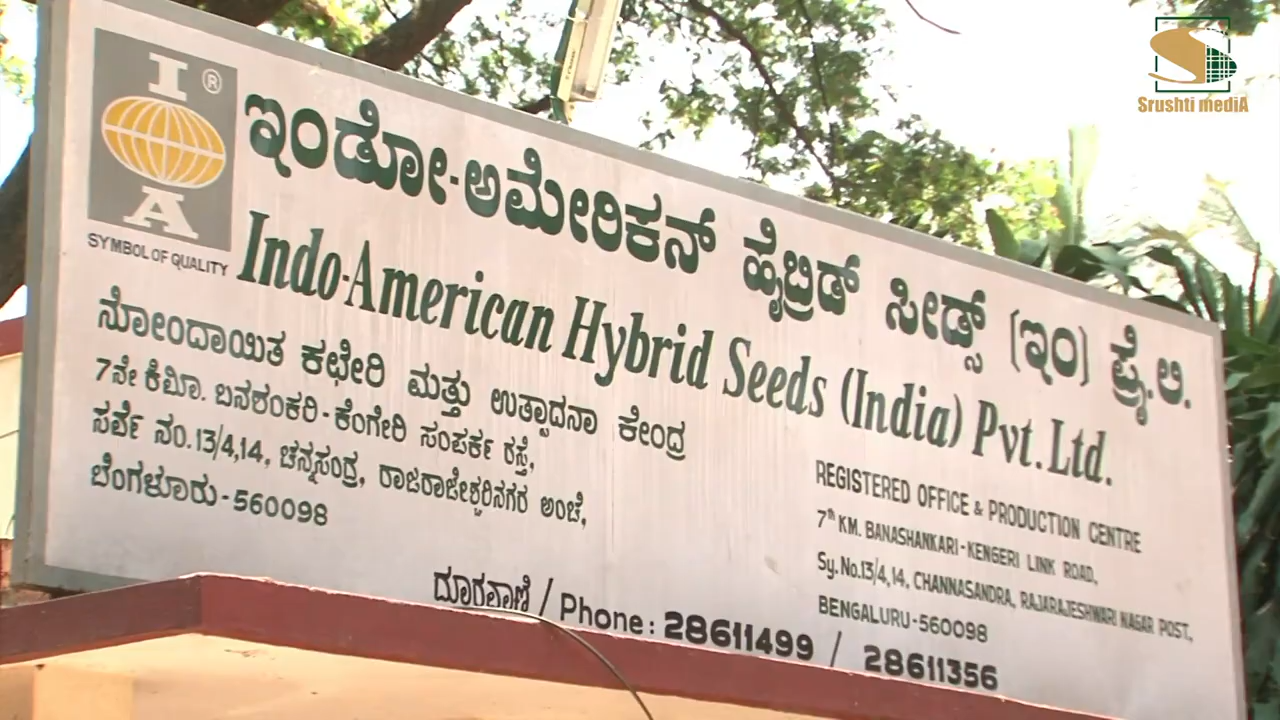 Srushti mediA
I ®
A
SYMBOL OF QUALITY
ಇಂಡೋ-ಅಮೇರಿಕನ್ ಹೈಬ್ರಿಡ್ ಸೀಡ್ಸ್ (ಇಂ) ಪ್ರೈ.ಲಿ.
Indo-American Hybrid Seeds (India) Pvt. Ltd.
ನೋಂದಾಯಿತ ಕಛೇರಿ ಮತ್ತು ಉತ್ಪಾದನಾ ಕೇಂದ್ರ
7ನೇ ಕಿಮೀ. ಬನಶಂಕರಿ-ಕೆಂಗೇರಿ ಸಂಪರ್ಕ ರಸ್ತೆ,
ಸರ್ವೆ ನಂ.13/4,14, ಚನ್ನಸಂದ್ರ, ರಾಜರಾಜೇಶ್ವರಿನಗರ ಅಂಚೆ,
ಬೆಂಗಳೂರು-560098
REGISTERED OFFICE & PRODUCTION CENTRE
7th KM. BANASHANKARI-KENGERI LINK ROAD,
Sy.No.13/4,14, CHANNASANDRA, RAJARAJESHWARI NAGAR POST,
BENGALURU-560098
ದೂರವಾಣಿ / Phone: 28611499 / 28611356